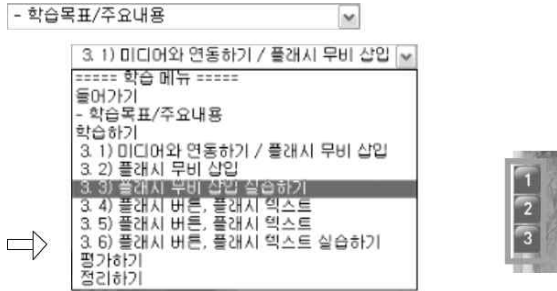 - 학습목표/주요내용
3. 1) 미디어와 연동하기 / 플래시 무비 삽입
===== 학습 메뉴 =====
들어가기
- 학습목표/주요내용
학습하기
3. 1) 미디어와 연동하기 / 플래시 무비 삽입
3. 2) 플래시 무비 삽입
3. 3) 플래시 무비 삽입 실습하기
3. 4) 플래시 버튼, 플래시 텍스트
3. 5) 플래시 버튼, 플래시 텍스트
3. 6) 플래시 버튼, 플래시 텍스트 실습하기
평가하기
정리하기
1
2
3